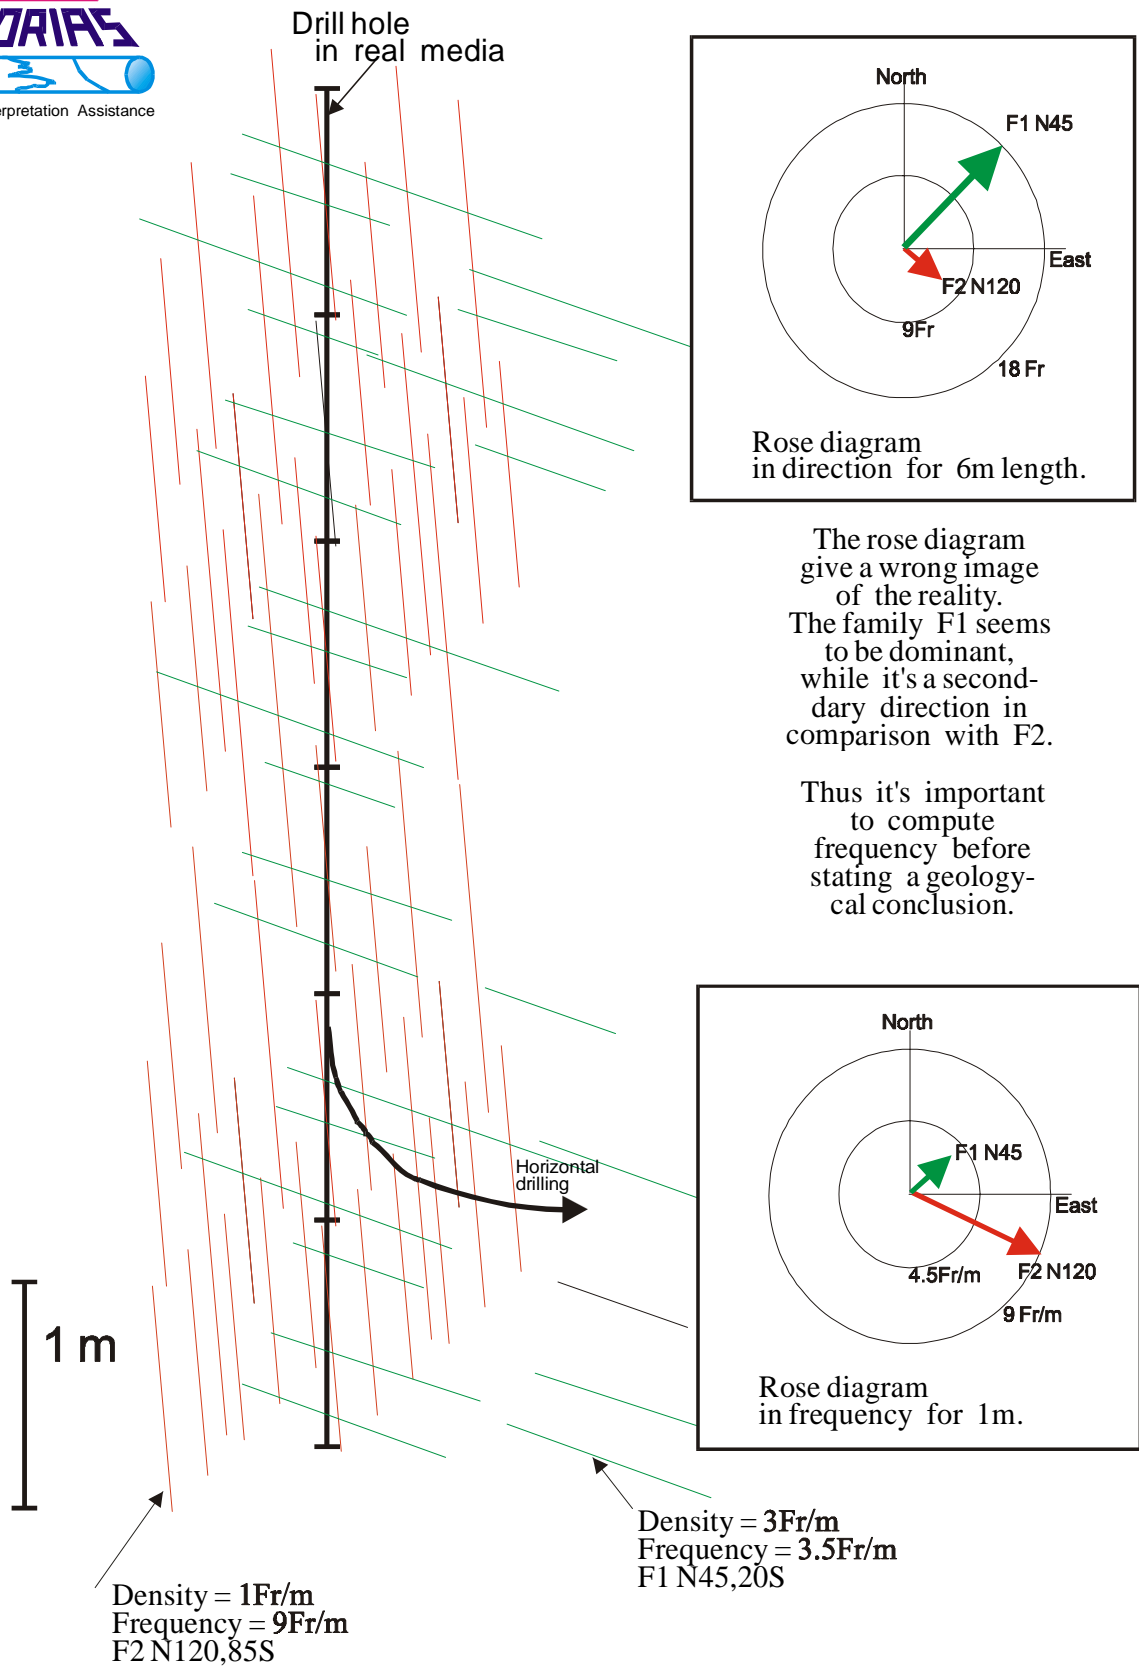 ORIAS
erpretation Assistance
Drill hole
in real media
North
F1 N45
East
F2 N120
9Fr
18 Fr
Rose diagram
in direction for 6m length.
The rose diagram
give a wrong image
of the reality.
The family F1 seems
to be dominant,
while it's a second-
dary direction in
comparison with F2.
Thus it's important
to compute
frequency before
stating a geology-
cal conclusion.
North
F1 N45
East
4.5Fr/m
F2 N120
9 Fr/m
Rose diagram
in frequency for 1m.
Horizontal
drilling
1 m
Density = 3Fr/m
Frequency = 3.5Fr/m
F1 N45,20S
Density = 1Fr/m
Frequency = 9Fr/m
F2 N120,85S